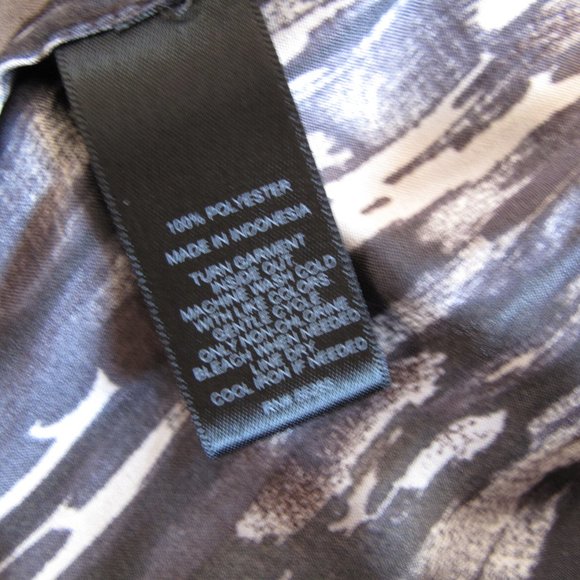 100% POLYESTER
MADE IN INDONESIA
TURN GARMENT
INSIDE OUT
MACHINE WASH COLD
WITH LIKE COLORS
GENTLE CYCLE
ONLY NON-CHLORINE
BLEACH WHEN NEEDED
LINE DRY
COOL IRON IF NEEDED
RN#